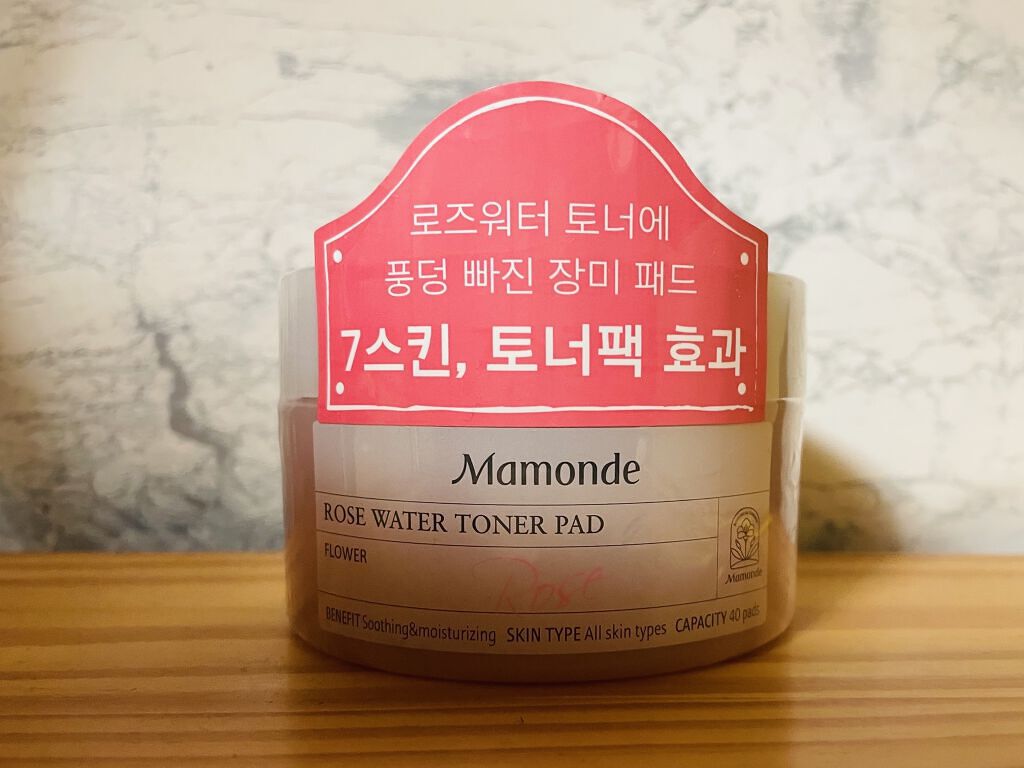 로즈워터 토너에
풍덩 빠진 장미 패드
7스킨, 토너팩 효과
Mamonde
ROSE WATER TONER PAD
FLOWER
Rose
Mamonde
BENEFIT Soothing&moisturizing SKIN TYPE All skin types CAPACITY 40 pads